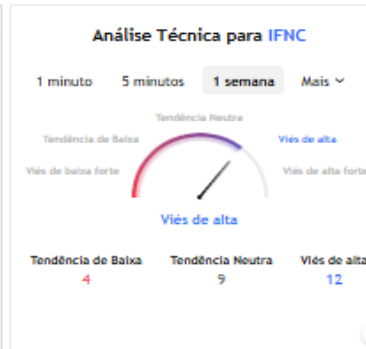 Análise Técnica para IFNC
1 minuto 5 minutos 1 semana Mais
Tendência Neutra
Tendência de Baixa Viés de alta
Viés de baixa forte Viés de alta forte
Viés de alta
Tendência de Baixa Tendência Neutra Viés de alta
4 9 12